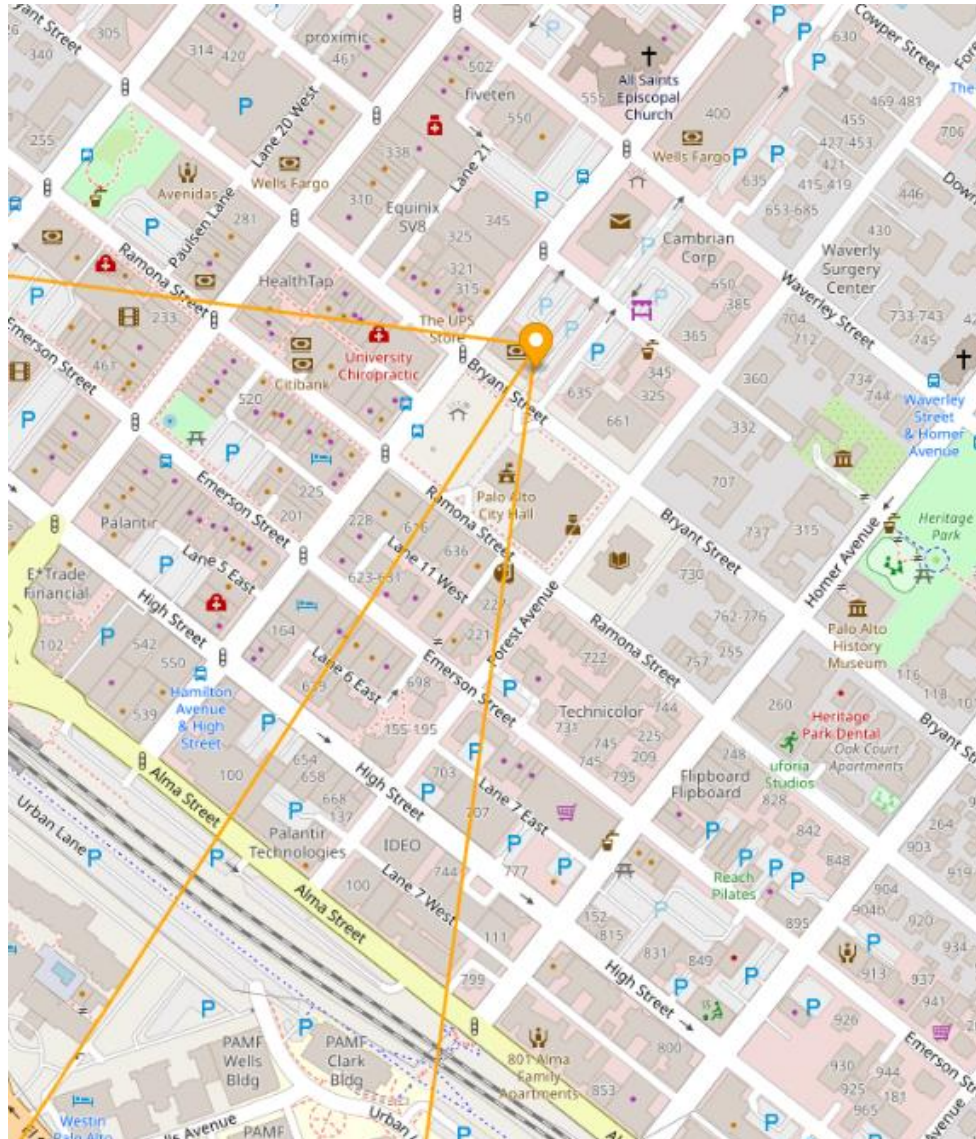 Bryant Street
305
340
26
255
314
420
proximic
461
502
fiveten
550
All Saints
Episcopal
Church
555
400
Wells Fargo
630
Cowper Street
469-481
455
427-453
421
415-419
635
653-685
706
446
430
The
Lane 20 West
Lane 21
338
310
Equinix
SV8
345
325
321
315
Avenidas
Wells Fargo
Paulsen Lane
281
Ramona Street
233
HealthTap
The UPS
Store
University
Chiropractic
Citibank
Cambrian
Corp
650
385
365
Waverly
Surgery
Center
Waverley Street
733-743
704
712
734
744
360
345
325
332
Waverley
Street
& Homer
Avenue
Emerson Street
461
520
225
201
Emerson Street
Bryant Street
635
661
707
737
315
Palo Alto
City Hall
Ramona Street
228
636
Lane 11 West
623-631
Palantir
Lane 5 East
E*Trade
Financial
High Street
102
542
550
539
164
Lane 6 East
698
Hamilton
Avenue
& High
Street
221
Forest Avenue
Emerson Street
Bryant Street
730
762-776
757
255
Ramona Street
722
Technicolor
744
731
745
745
795
225
209
Homer Avenue
Heritage
Park
Palo Alto
History
Museum
116
118
Bryant Street
260
Heritage
Park Dental
Oak Court
Apartments
uforia
Studios
248
Flipboard
Flipboard
828
842
848
264
903
919
155-195
703
707
Lane 7 East
High Street
654
658
668
137
100
Alma Street
Urban Lane
Palantir
Technologies
IDEO
100
744
Lane 7 West
777
111
799
Alma Street
Reach
Pilates
895
904
904b
920
934
913
937
941
152
815
831
849
High Street
926
Emerson Str
930
944
925
965
181
800
801 Alma
Family
Apartments
853
PAMF
Wells
Bldg
PAMF
Clark
Bldg
PAMF
Urban
Westin
Palo Alto